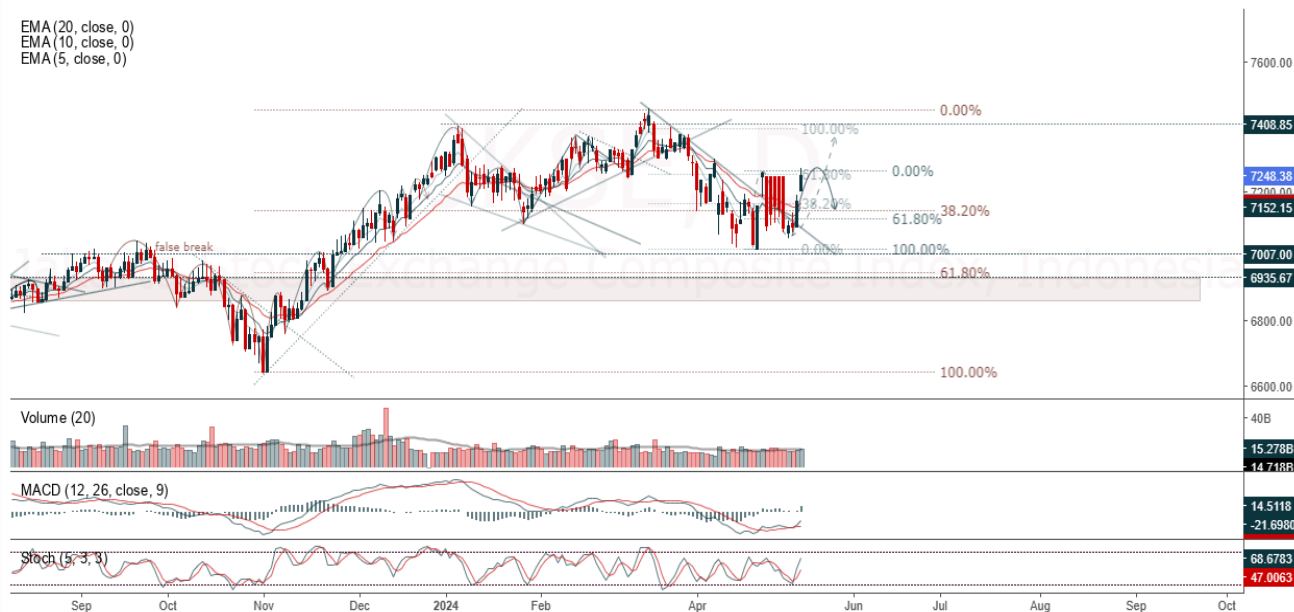 EMA (20, close, 0)
EMA (10, close, 0)
EMA (5, close, 0)
7600.00
0.00%
100.00%
7408.85
61.80%
0.00%
7248.38
7200.00
7152.15
38.20%
38.20%
61.80%
false break
0.00%
100.00%
7007.00
61.80%
6935.67
6800.00
100.00%
6600.00
Volume (20)
40B
15.278B
14.718B
MACD (12, 26, close, 9)
14.5118
-21.6980
Stoch (5, 3, 3)
68.6783
47.0063
Sep Oct Nov Dec 2024 Feb Apr Jun Jul Aug Sep Oct